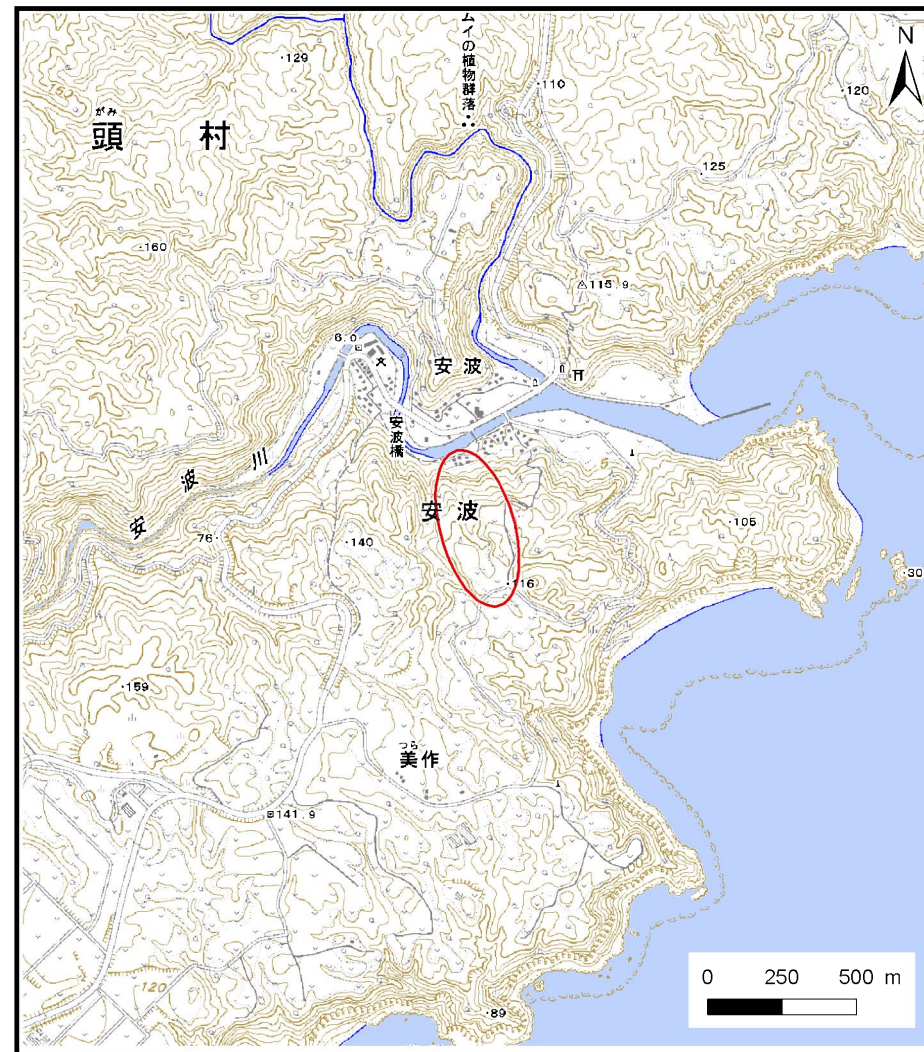 ムイの植物群落
N
・129
・110
・120
がみ
頭村
・125
・160
△115.9
6.0
安波
安波橋
安波川
安波
・105
76・
・140
・30
・116
・159
つら
美作
141.9
120
・89
0 250 500 m